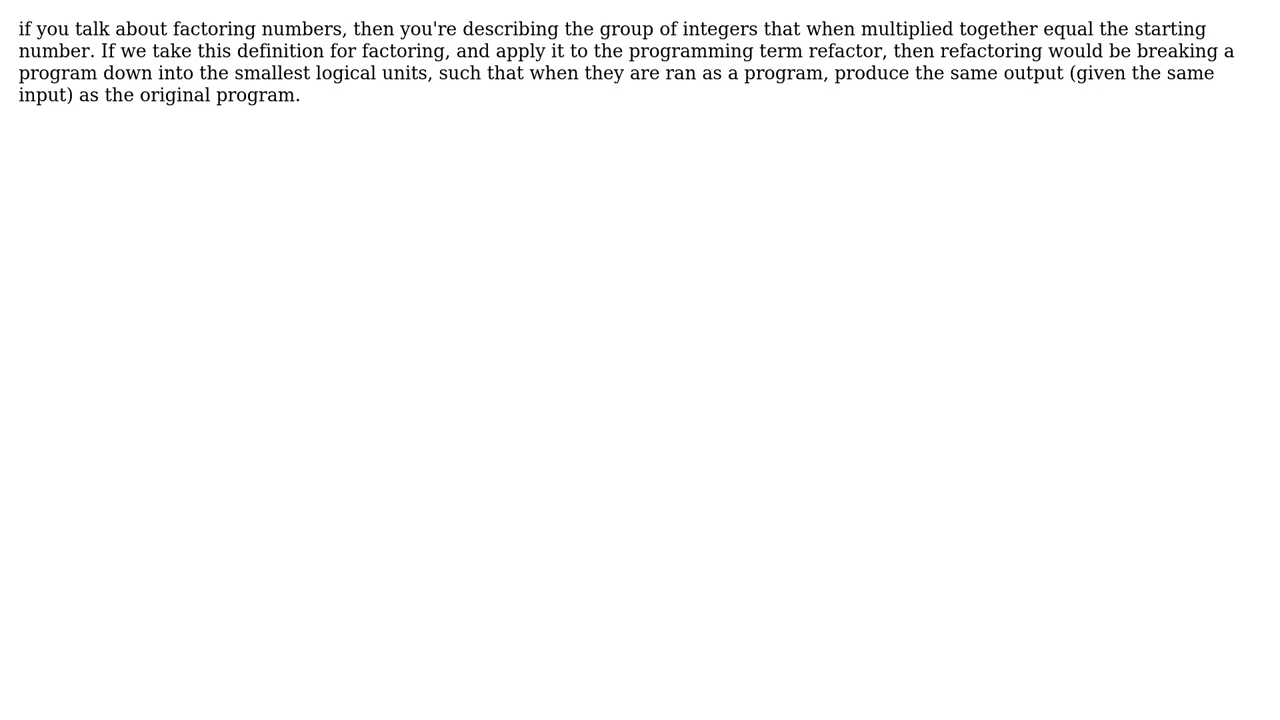 if you talk about factoring numbers, then you're describing the group of integers that when multiplied together equal the starting
number. If we take this definition for factoring, and apply it to the programming term refactor, then refactoring would be breaking a
program down into the smallest logical units, such that when they are ran as a program, produce the same output (given the same
input) as the original program.